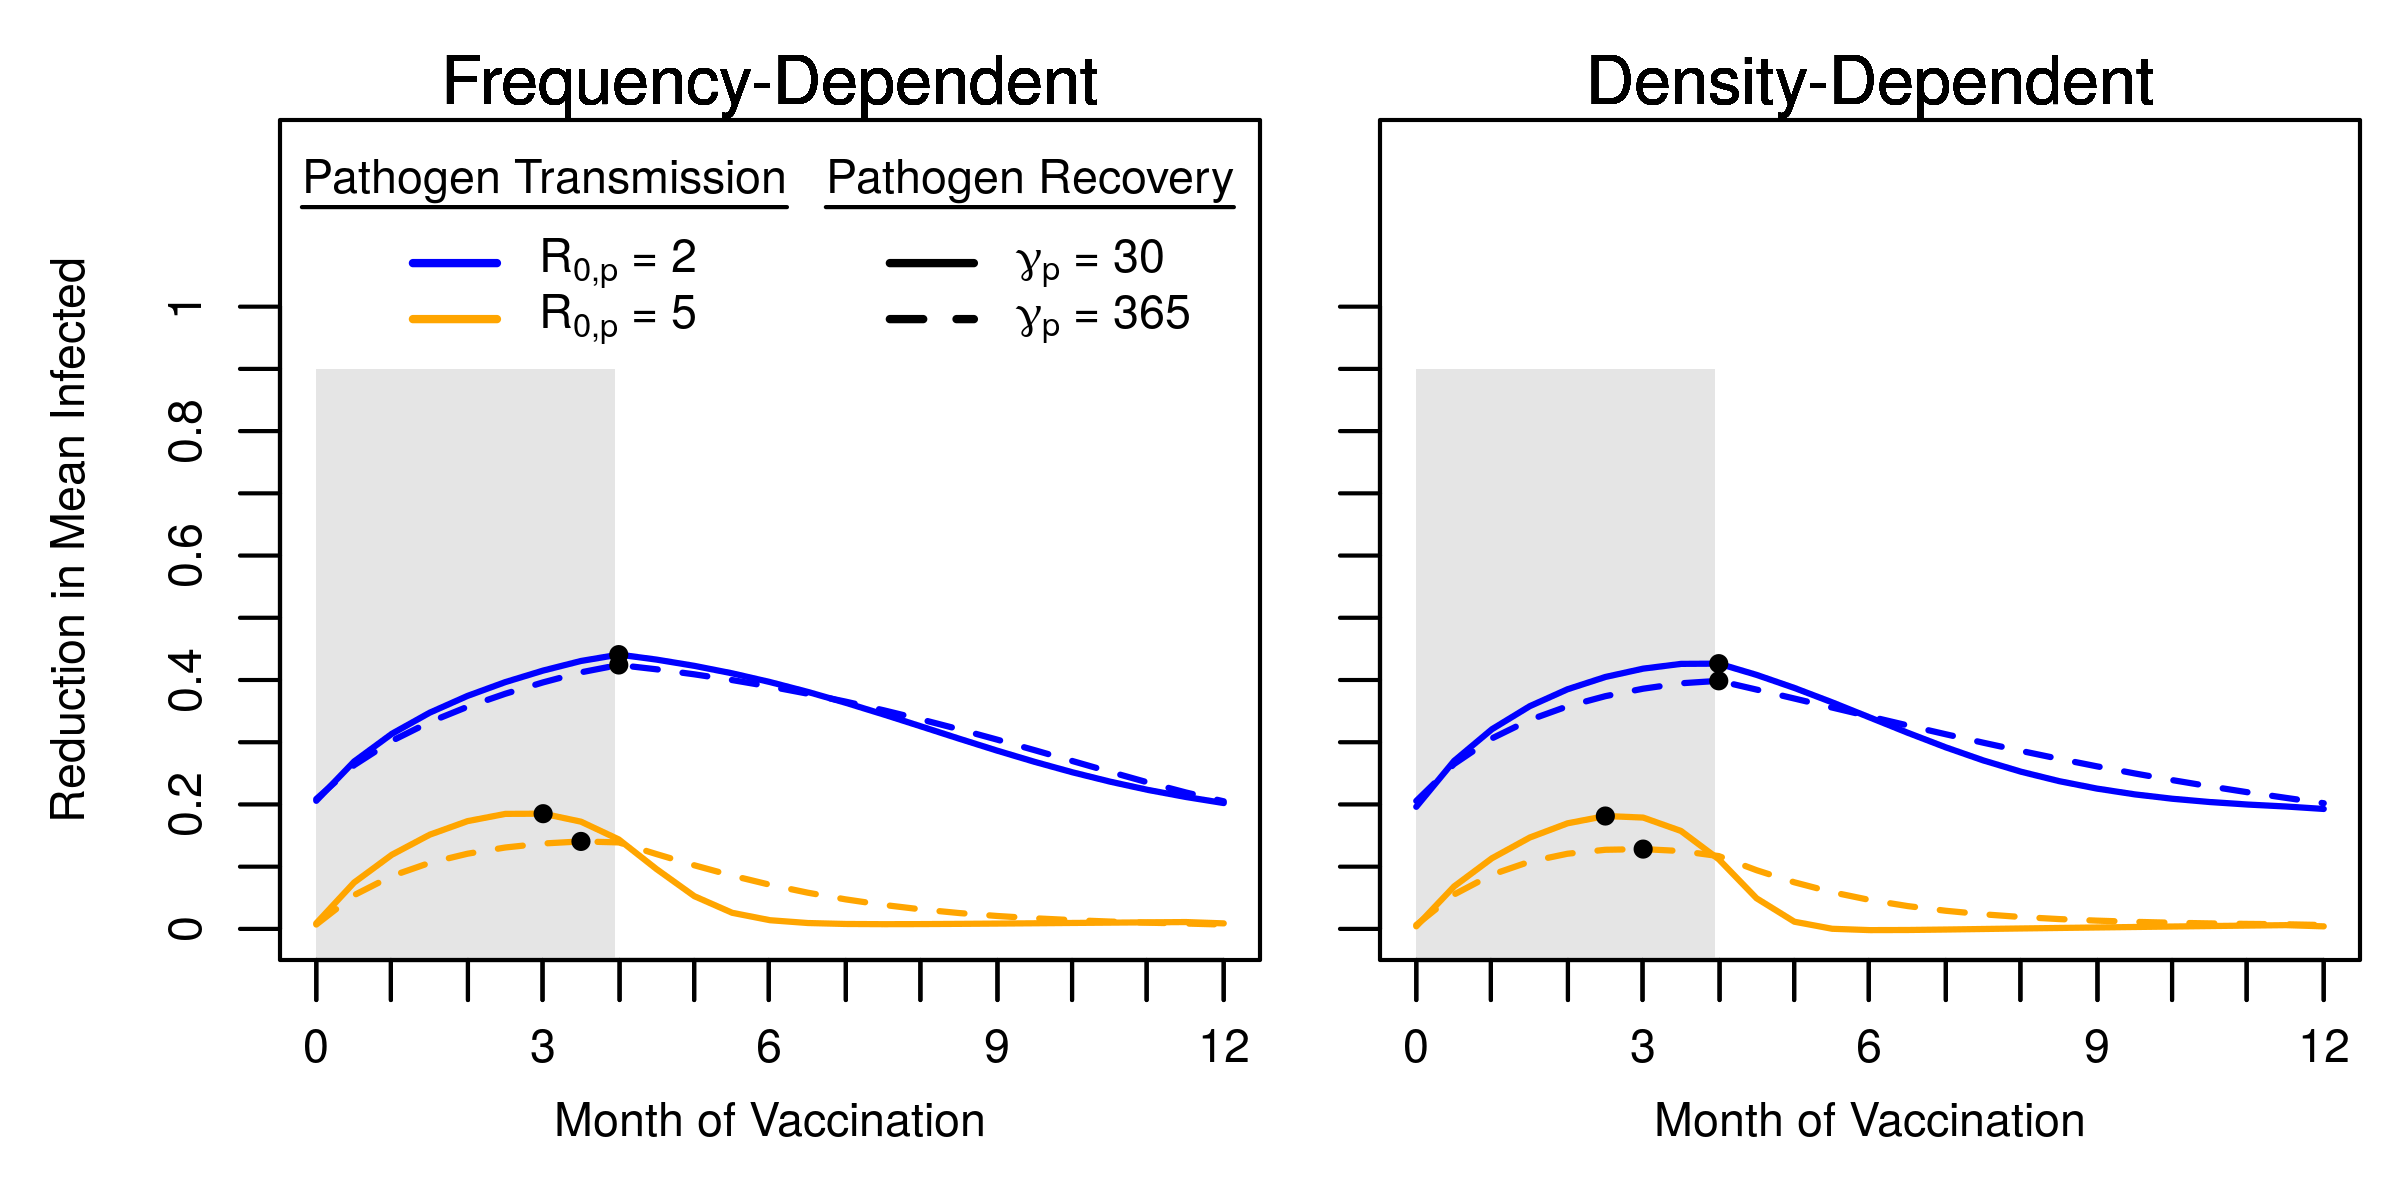 Frequency-Dependent
Density-Dependent
Pathogen Transmission
Pathogen Recovery
R0,p = 2
γp = 30
R0,p = 5
γp = 365
Reduction in Mean Infected
1
0.8
0.6
0.4
0.2
0
0 3 6 9 12
0 3 6 9 12
Month of Vaccination
Month of Vaccination